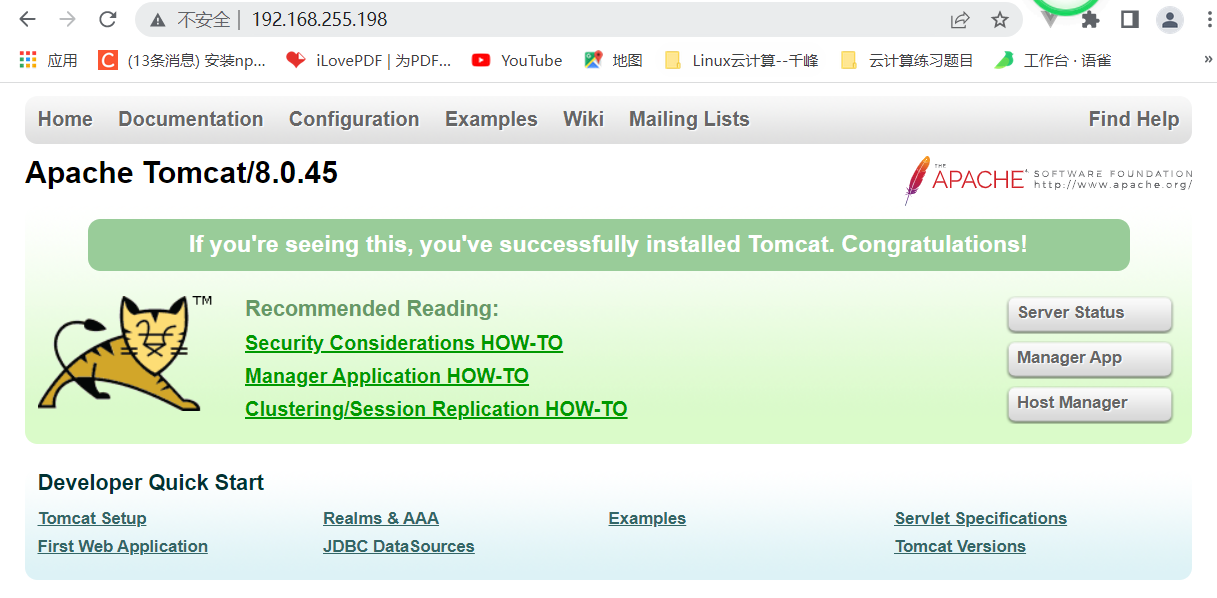 不安全 | 192.168.255.198
应用 (13条消息) 安装np... iLovePDF | 为PDF... YouTube 地图 Linux云计算--千峰 云计算练习题目 工作台 · 语雀 »
Home Documentation Configuration Examples Wiki Mailing Lists Find Help
Apache Tomcat/8.0.45
THE APACHE SOFTWARE FOUNDATION
http://www.apache.org/
If you're seeing this, you've successfully installed Tomcat. Congratulations!
TM
Recommended Reading:
Security Considerations HOW-TO
Manager Application HOW-TO
Clustering/Session Replication HOW-TO
Server Status
Manager App
Host Manager
Developer Quick Start
Tomcat Setup Realms & AAA Examples Servlet Specifications
First Web Application JDBC DataSources Tomcat Versions